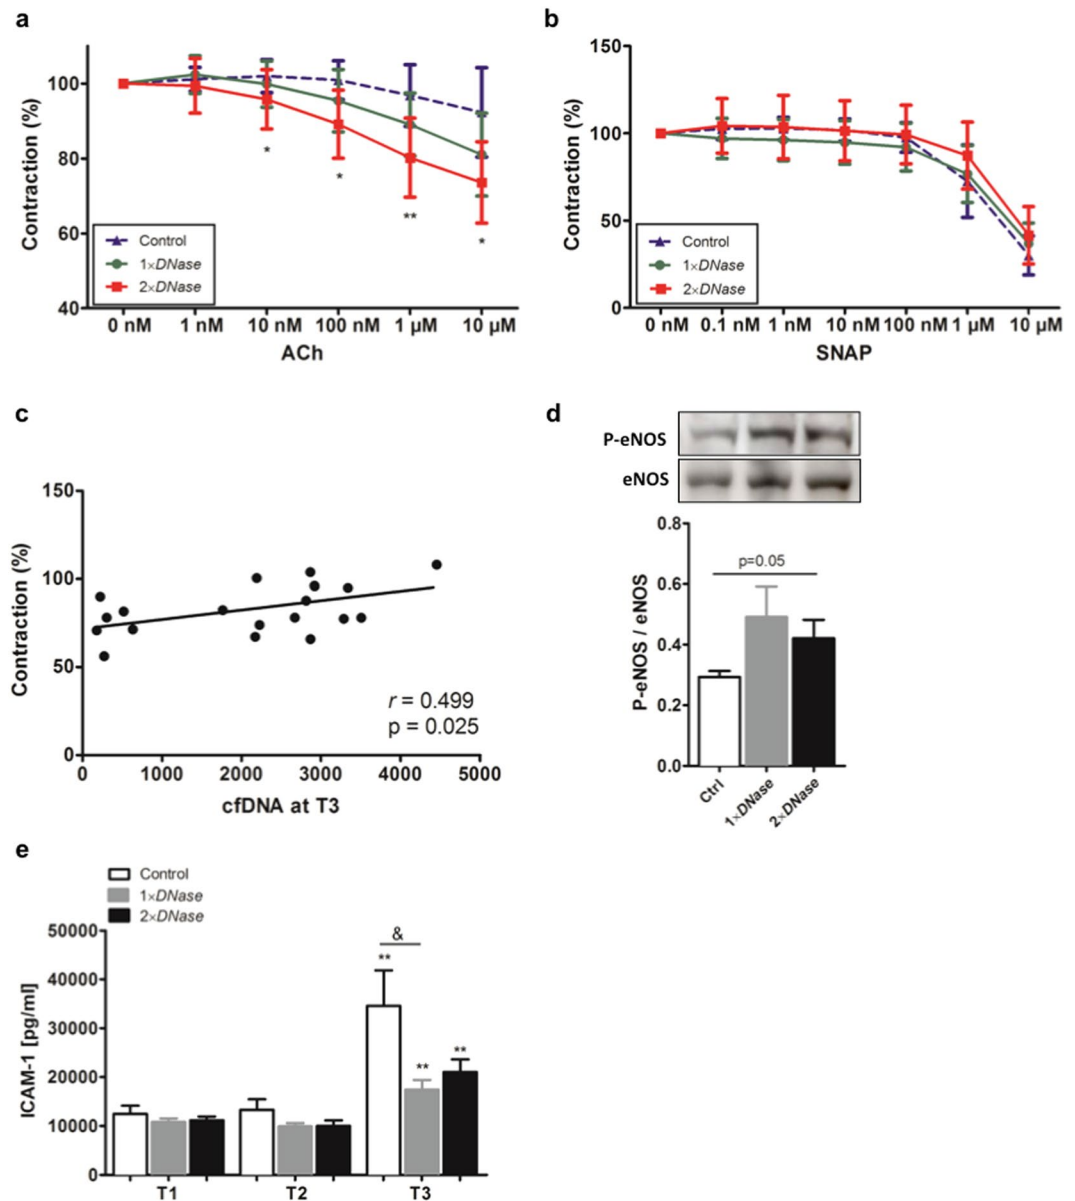 a
Contraction (%)
100
80
60
40
Control
1×DNase
2×DNase
*
*
**
*
0 nM 1 nM 10 nM 100 nM 1 µM 10 µM
ACh
b
Contraction (%)
150
100
50
0
Control
1×DNase
2×DNase
0 nM 0.1 nM 1 nM 10 nM 100 nM 1 µM 10 µM
SNAP
c
Contraction (%)
150
100
50
0
r = 0.499
p = 0.025
0 1000 2000 3000 4000 5000
cfDNA at T3
d
P-eNOS
eNOS
P-eNOS / eNOS
0.8
0.6
0.4
0.2
0.0
p=0.05
Ctrl
1×DNase
2×DNase
e
Control
1×DNase
2×DNase
ICAM-1 [pg/ml]
50000
40000
30000
20000
10000
0
&
**
**
**
T1 T2 T3